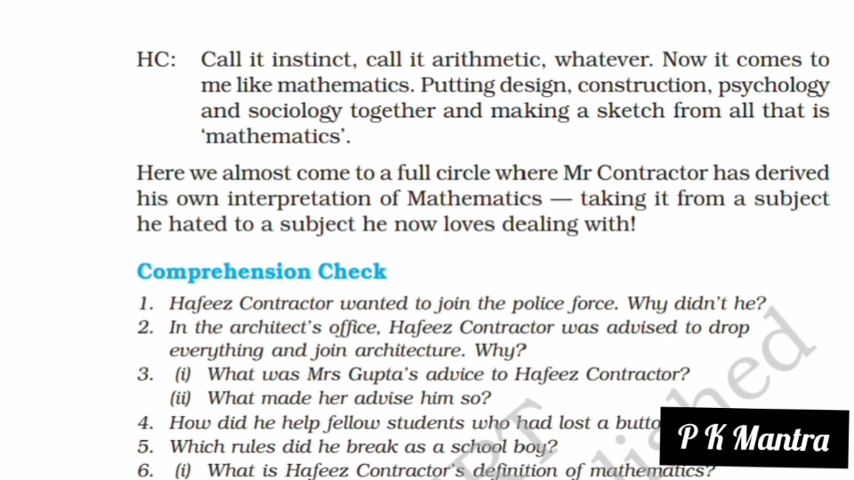 HC: Call it instinct, call it arithmetic, whatever. Now it comes to
me like mathematics. Putting design, construction, psychology
and sociology together and making a sketch from all that is
‘mathematics’.
Here we almost come to a full circle where Mr Contractor has derived
his own interpretation of Mathematics — taking it from a subject
he hated to a subject he now loves dealing with!
Comprehension Check
1. Hafeez Contractor wanted to join the police force. Why didn't he?
2. In the architect's office, Hafeez Contractor was advised to drop
everything and join architecture. Why?
3. (i) What was Mrs Gupta's advice to Hafeez Contractor?
(ii) What made her advise him so?
4. How did he help fellow students who had lost a butto
5. Which rules did he break as a school boy?
6. (i) What is Hafeez Contractor's definition of mathematics?
P K Mantra